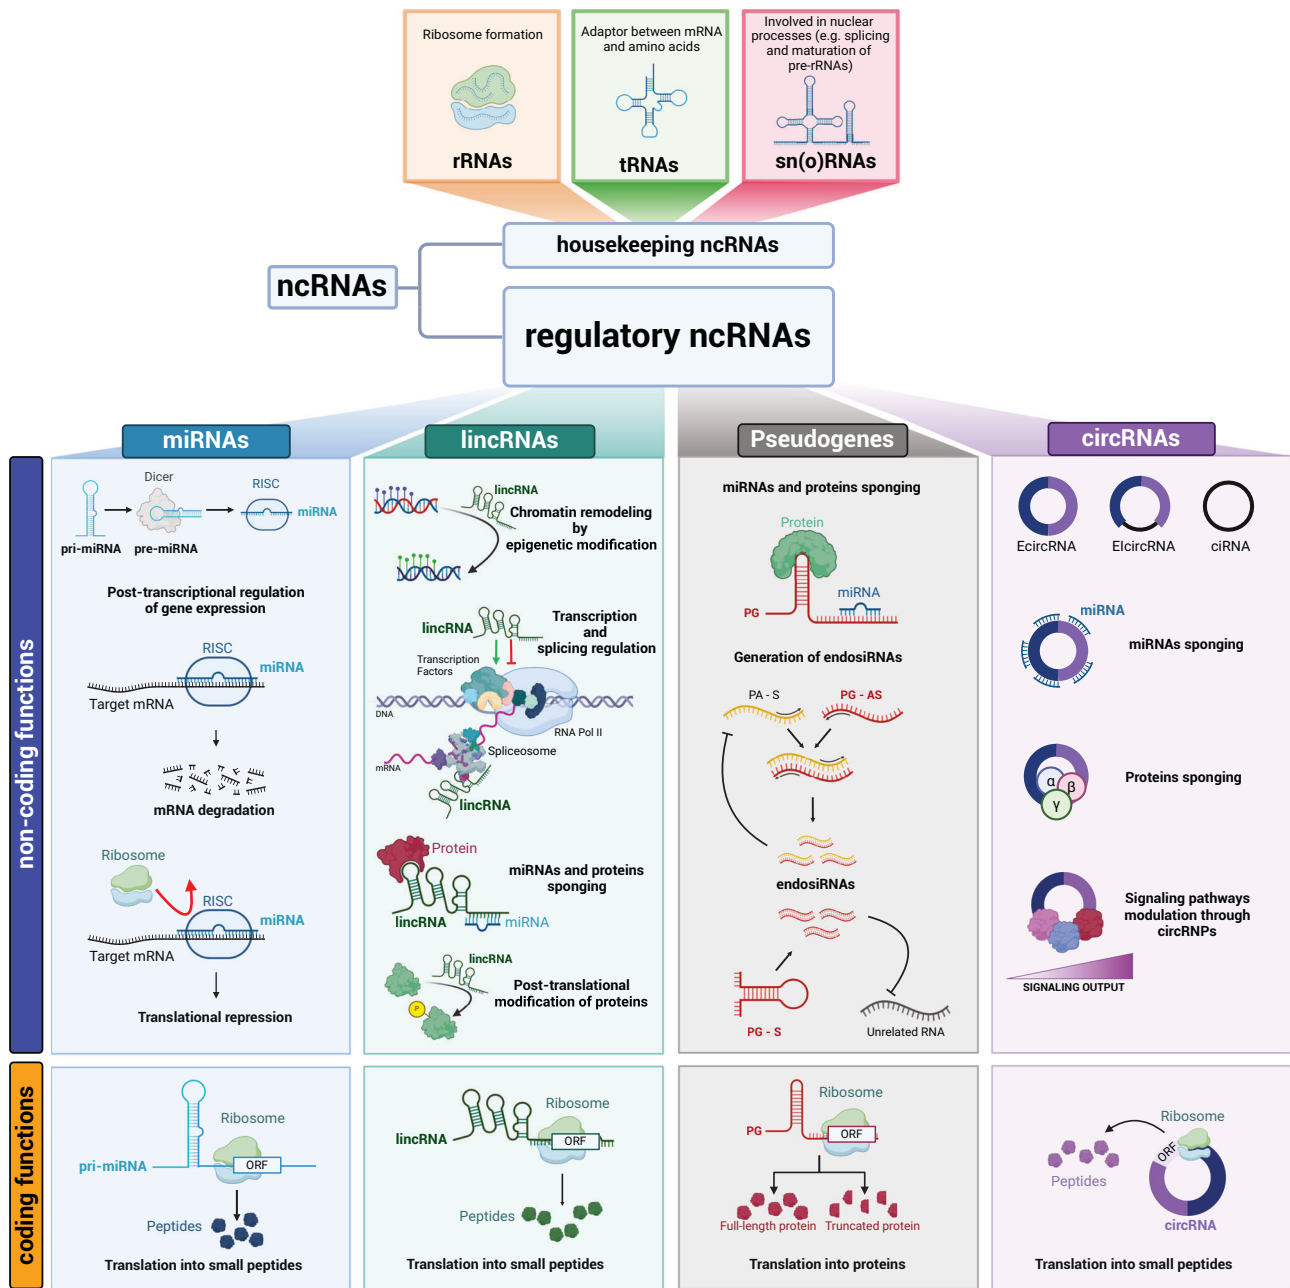 Ribosome formation
rRNAs
Adaptor between mRNA
and amino acids
tRNAs
Involved in nuclear
processes (e.g. splicing
and maturation of
pre-rRNAs)
sn(o)RNAs
ncRNAs
housekeeping ncRNAs
regulatory ncRNAs
non-coding functions
miRNAs
Dicer
RISC
miRNA
pri-miRNA
pre-miRNA
Post-transcriptional regulation
of gene expression
RISC
miRNA
Target mRNA
mRNA degradation
Ribosome
RISC
miRNA
Target mRNA
Translational repression
lincRNAs
lincRNA
Chromatin remodeling
by
epigenetic modification
lincRNA
Transcription
and
splicing regulation
Transcription
Factors
DNA
RNA Pol II
Spliceosome
mRNA
lincRNA
Protein
miRNAs and proteins
sponging
lincRNA
miRNA
lincRNA
Post-translational
modification of proteins
P
Pseudogenes
miRNAs and proteins sponging
Protein
miRNA
PG
Generation of endosiRNAs
PA - S
PG - AS
endosiRNAs
PG - S
Unrelated RNA
circRNAs
EcircRNA
EIcircRNA
ciRNA
miRNA
miRNAs sponging
α
β
γ
Proteins sponging
Signaling pathways
modulation through
circRNPs
SIGNALING OUTPUT
coding functions
Ribosome
pri-miRNA
ORF
Peptides
Translation into small peptides
Ribosome
lincRNA
ORF
Peptides
Translation into small peptides
Ribosome
PG
ORF
Full-length protein
Truncated protein
Translation into proteins
Ribosome
ORF
Peptides
circRNA
Translation into small peptides